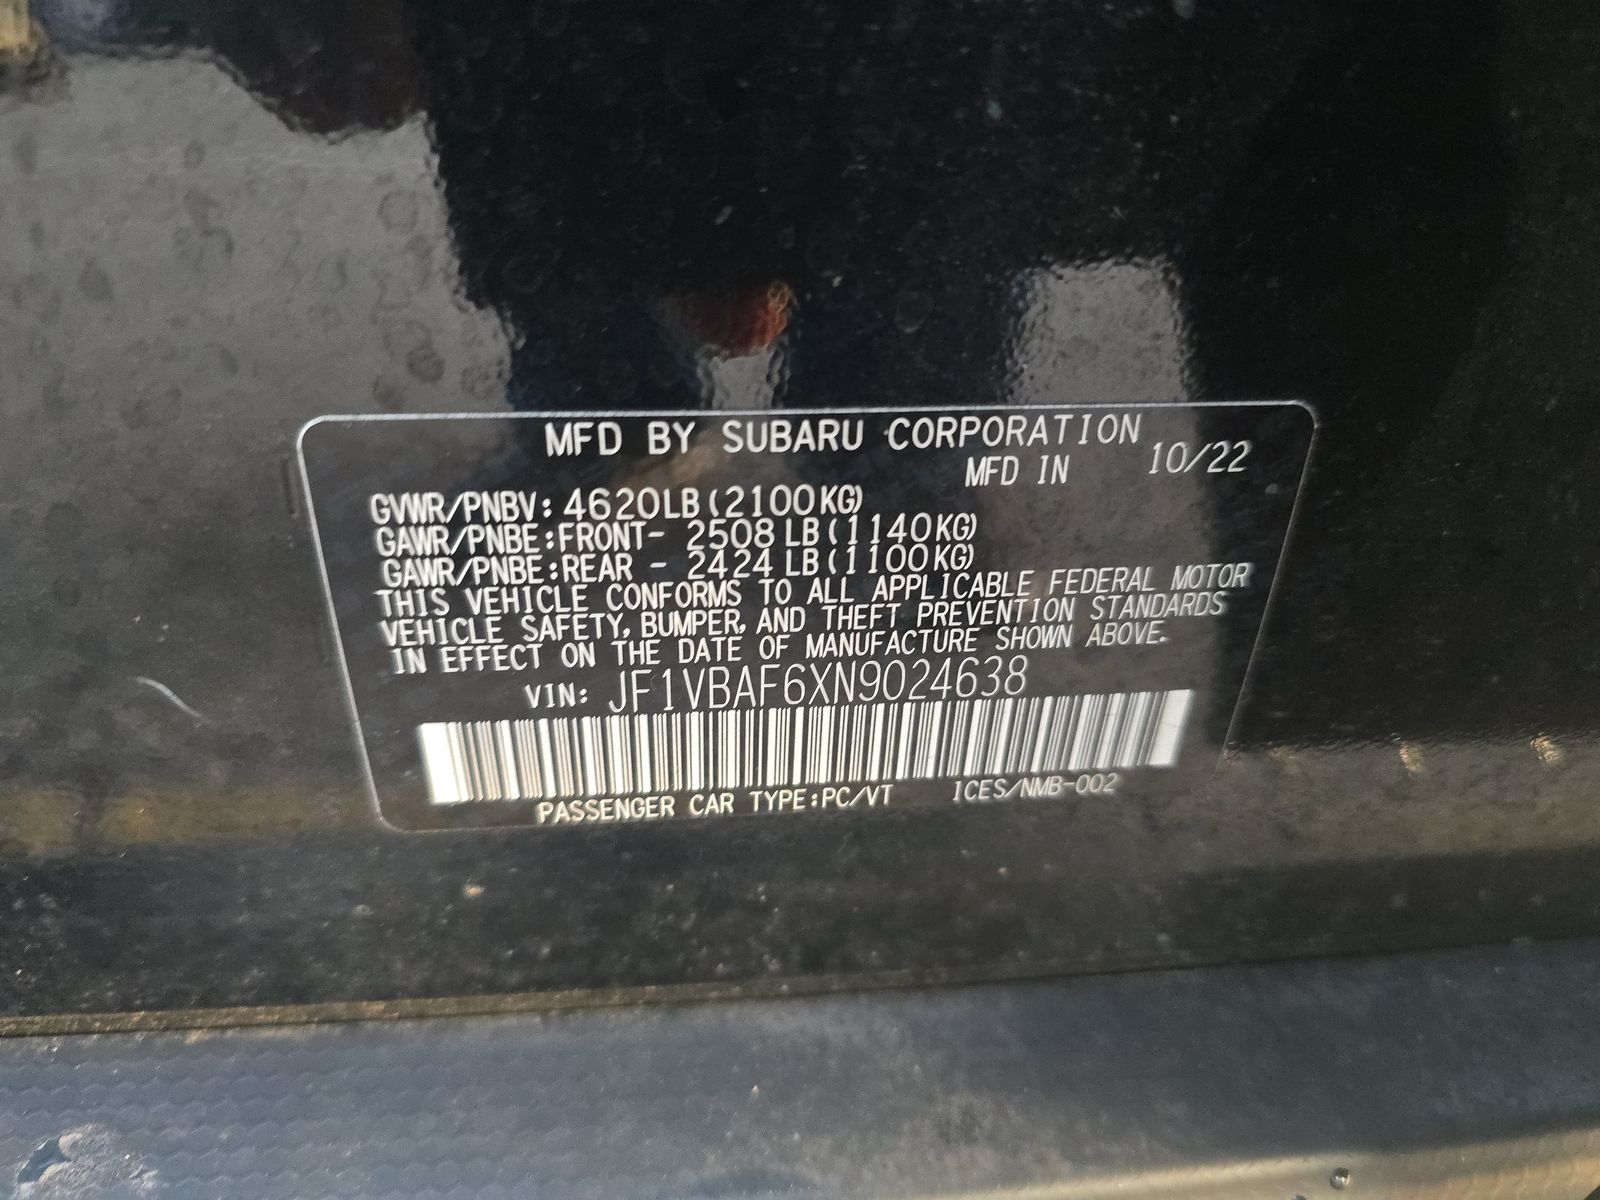 MFD BY SUBARU CORPORATION
MFD IN 10/22
GVWR/PNBV: 4620LB(2100KG)
GAWR/PNBE:FRONT- 2508LB(1140KG)
GAWR/PNBE:REAR - 2424LB(1100KG)
THIS VEHICLE CONFORMS TO ALL APPLICABLE FEDERAL MOTOR
VEHICLE SAFETY, BUMPER, AND THEFT PREVENTION STANDARDS
IN EFFECT ON THE DATE OF MANUFACTURE SHOWN ABOVE.
VIN: JF1VBAF6XN9024638
PASSENGER CAR TYPE:PC/VT ICES/NMB-002